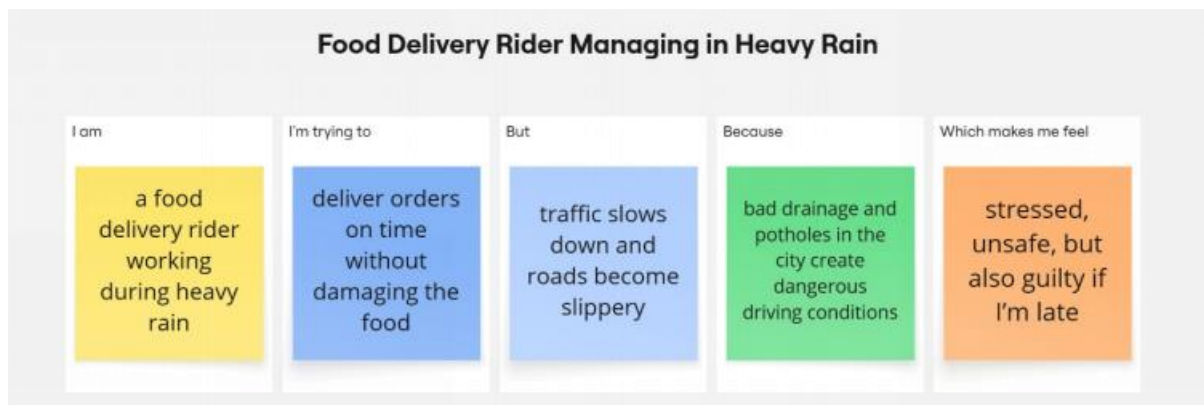 Food Delivery Rider Managing in Heavy Rain
I am
a food
delivery rider
working
during heavy
rain
I'm trying to
deliver orders
on time
without
damaging the
food
But
traffic slows
down and
roads become
slippery
Because
bad drainage and
potholes in the
city create
dangerous
driving conditions
Which makes me feel
stressed,
unsafe, but
also guilty if
I'm late